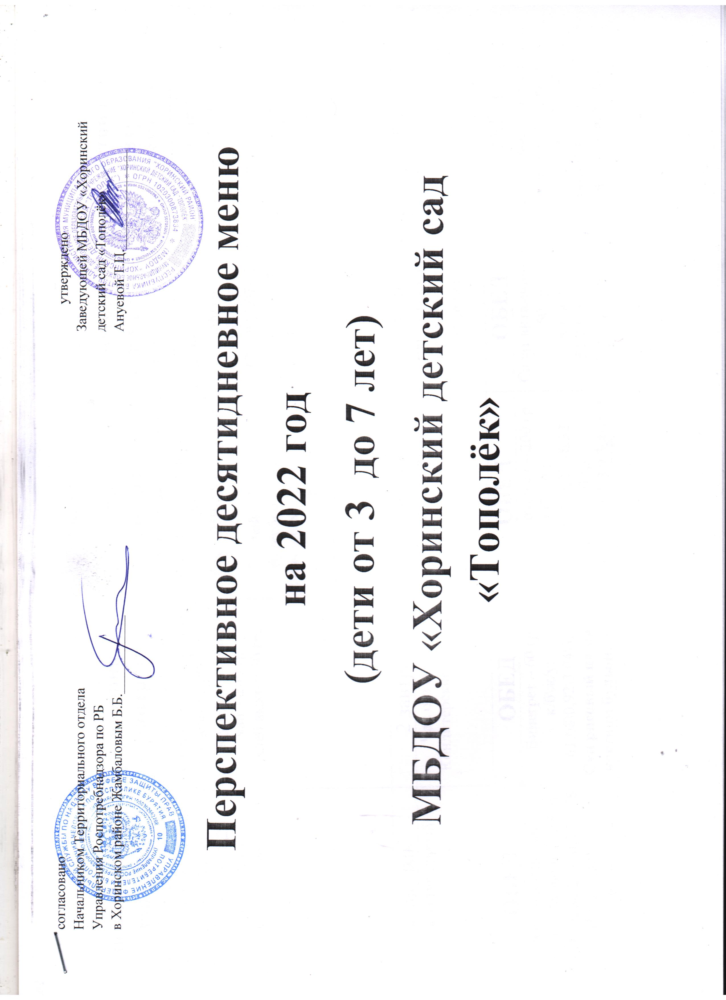 согласовано
Начальником Территориального отдела
Управления Роспотребнадзора по РБ
в Хоринском районе Жамбаловым Б.Б.
утверждено
Заведующей МБДОУ «Хоринский
детский сад «Тополёк»
Ануевой Т.Ц.
Перспективное десятидневное меню
на 2022 год
(дети от 3 до 7 лет)
МБДОУ «Хоринский детский сад
«Тополёк»